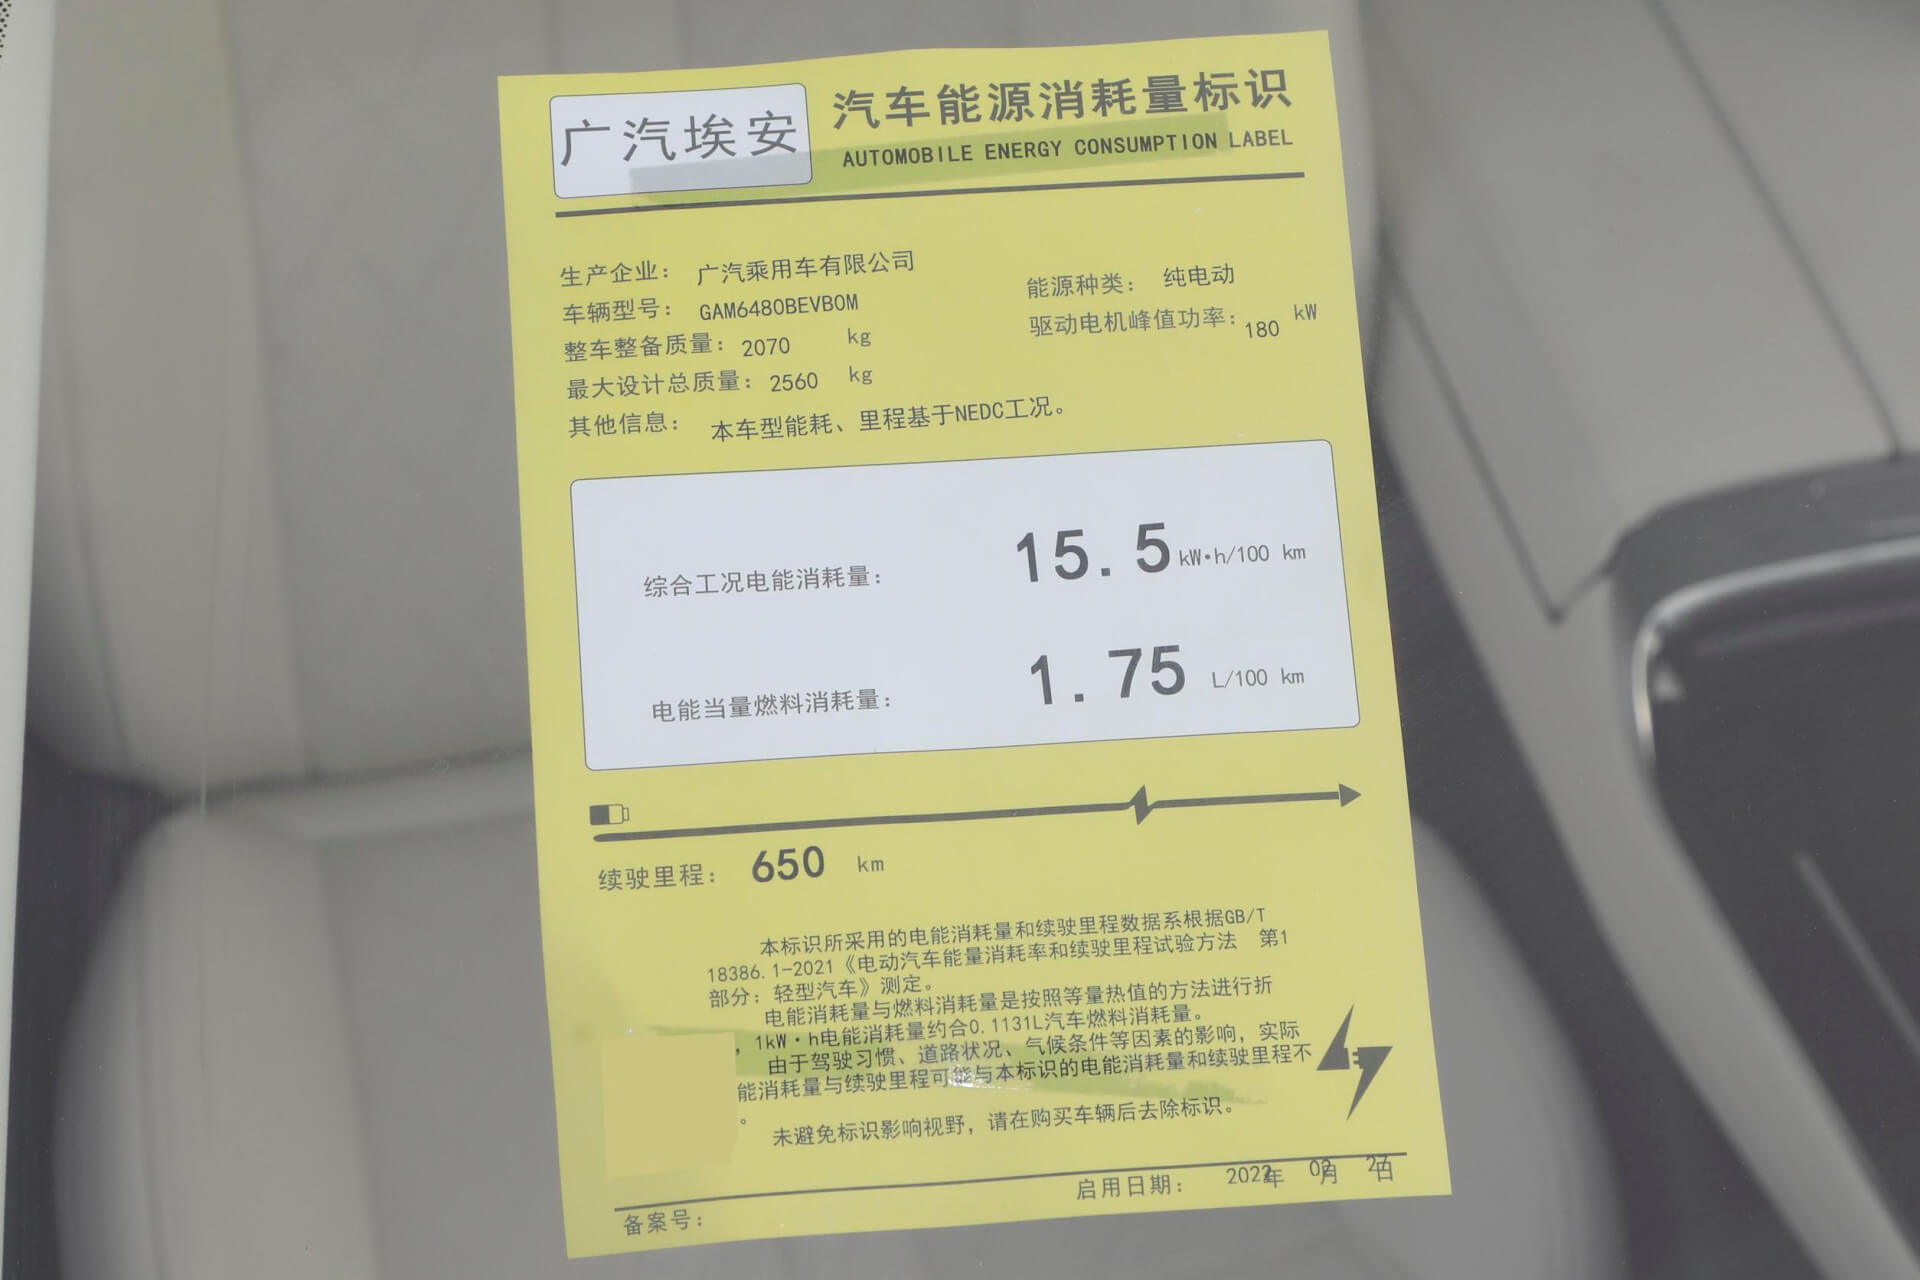 广汽埃安
汽车能源消耗量标识
AUTOMOBILE ENERGY CONSUMPTION LABEL
生产企业： 广汽乘用车有限公司
车辆型号： GAM6480BEVB0M
整车整备质量： 2070 kg
最大设计总质量： 2560 kg
其他信息： 本车型能耗、里程基于NEDC工况。
能源种类： 纯电动
驱动电机峰值功率： 180 kW
综合工况电能消耗量： 15.5 kW·h/100 km
电能当量燃料消耗量： 1.75 L/100 km
续驶里程： 650 km
本标识所采用的电能消耗量和续驶里程数据系根据GB/T
18386.1-2021《电动汽车能量消耗率和续驶里程试验方法 第1
部分：轻型汽车》测定。
电能消耗量与燃料消耗量是按照等量热值的方法进行折
，1kW·h电能消耗量约合0.1131L汽车燃料消耗量。
由于驾驶习惯、道路状况、气候条件等因素的影响，实际
能消耗量与续驶里程可能与本标识的电能消耗量和续驶里程不
。
未避免标识影响视野，请在购买车辆后去除标识。
启用日期： 2022年 02月 27日
备案号：